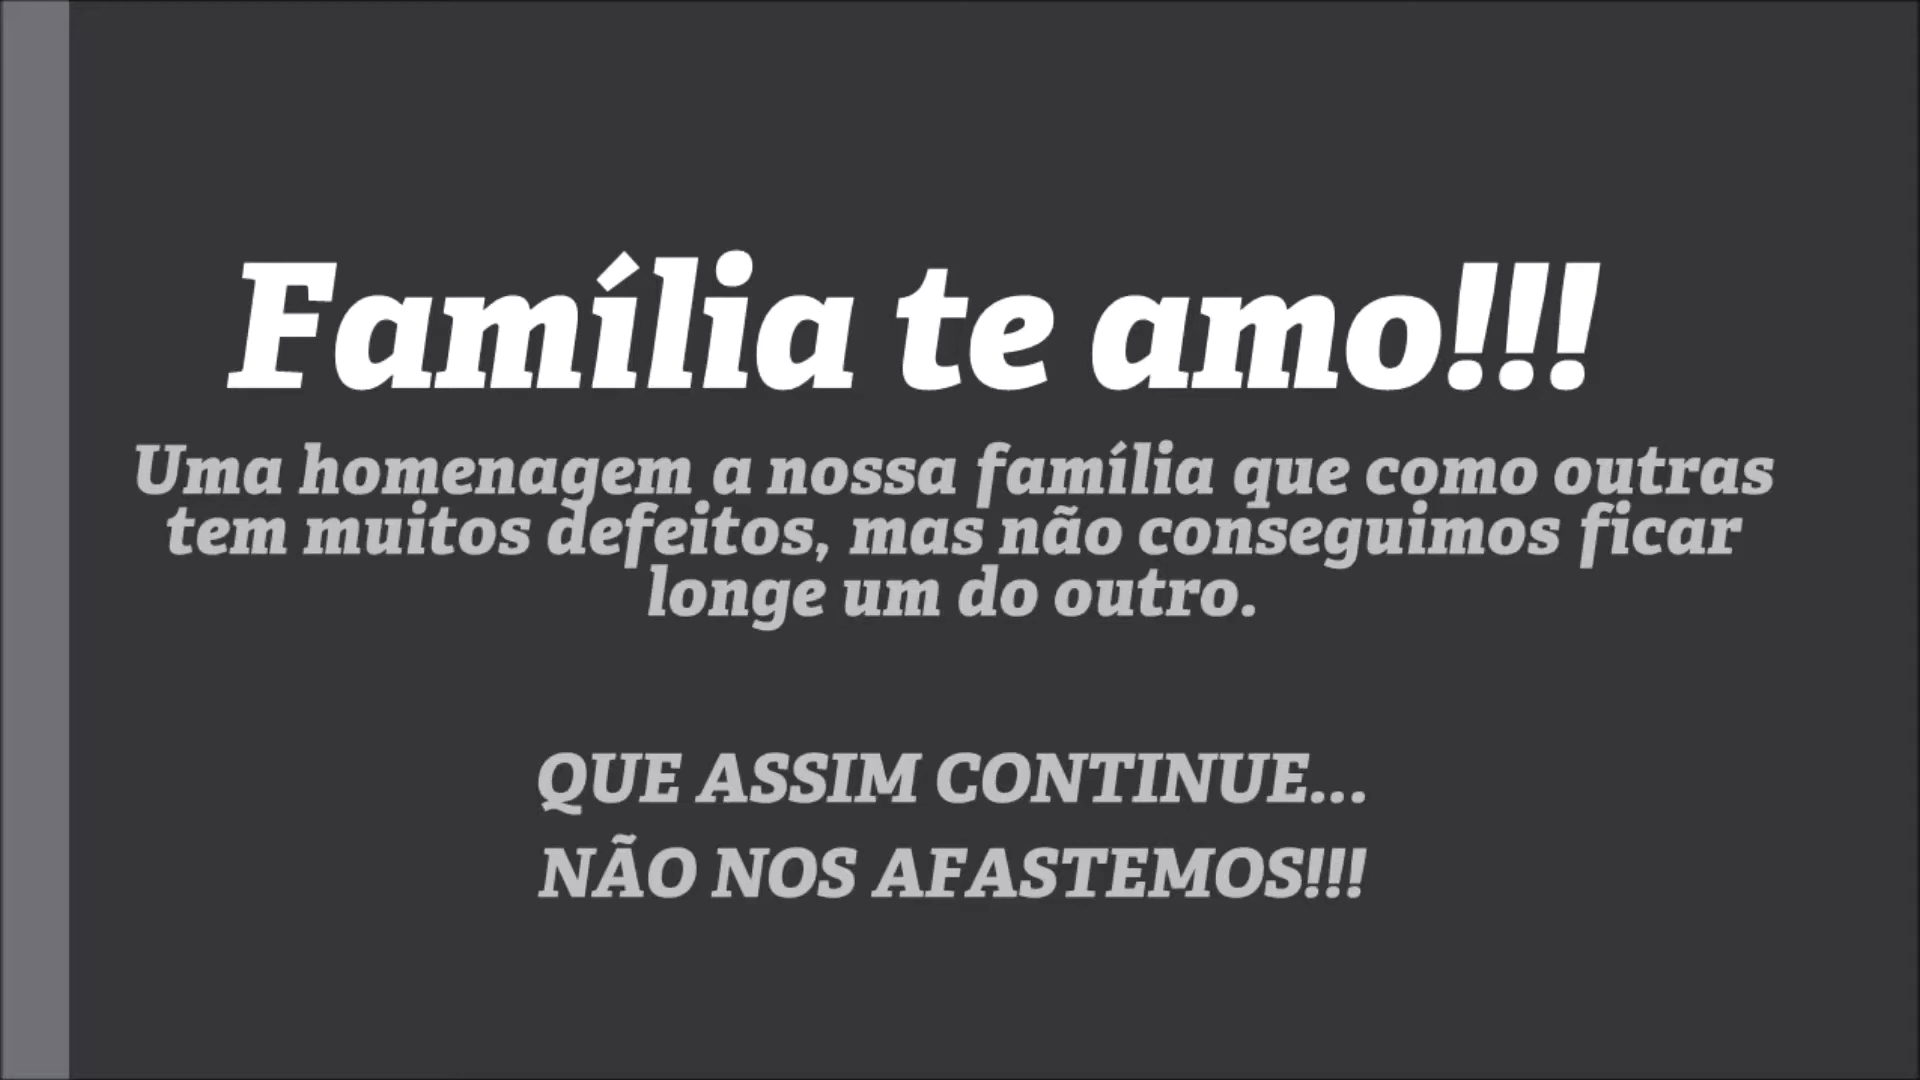 Família te amo!!!
Uma homenagem a nossa família que como outras
tem muitos defeitos, mas não conseguimos ficar
longe um do outro.
QUE ASSIM CONTINUE...
NÃO NOS AFASTEMOS!!!